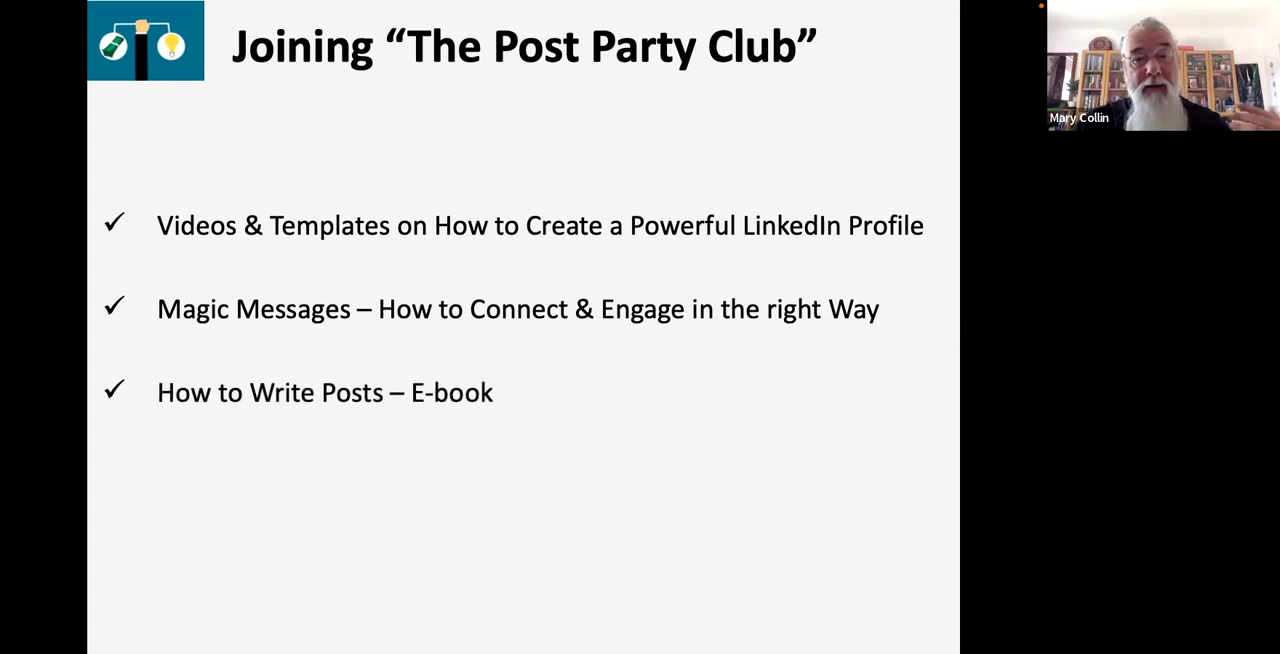 Joining “The Post Party Club”
Mary Collin
✓ Videos & Templates on How to Create a Powerful LinkedIn Profile
✓ Magic Messages – How to Connect & Engage in the right Way
✓ How to Write Posts – E-book